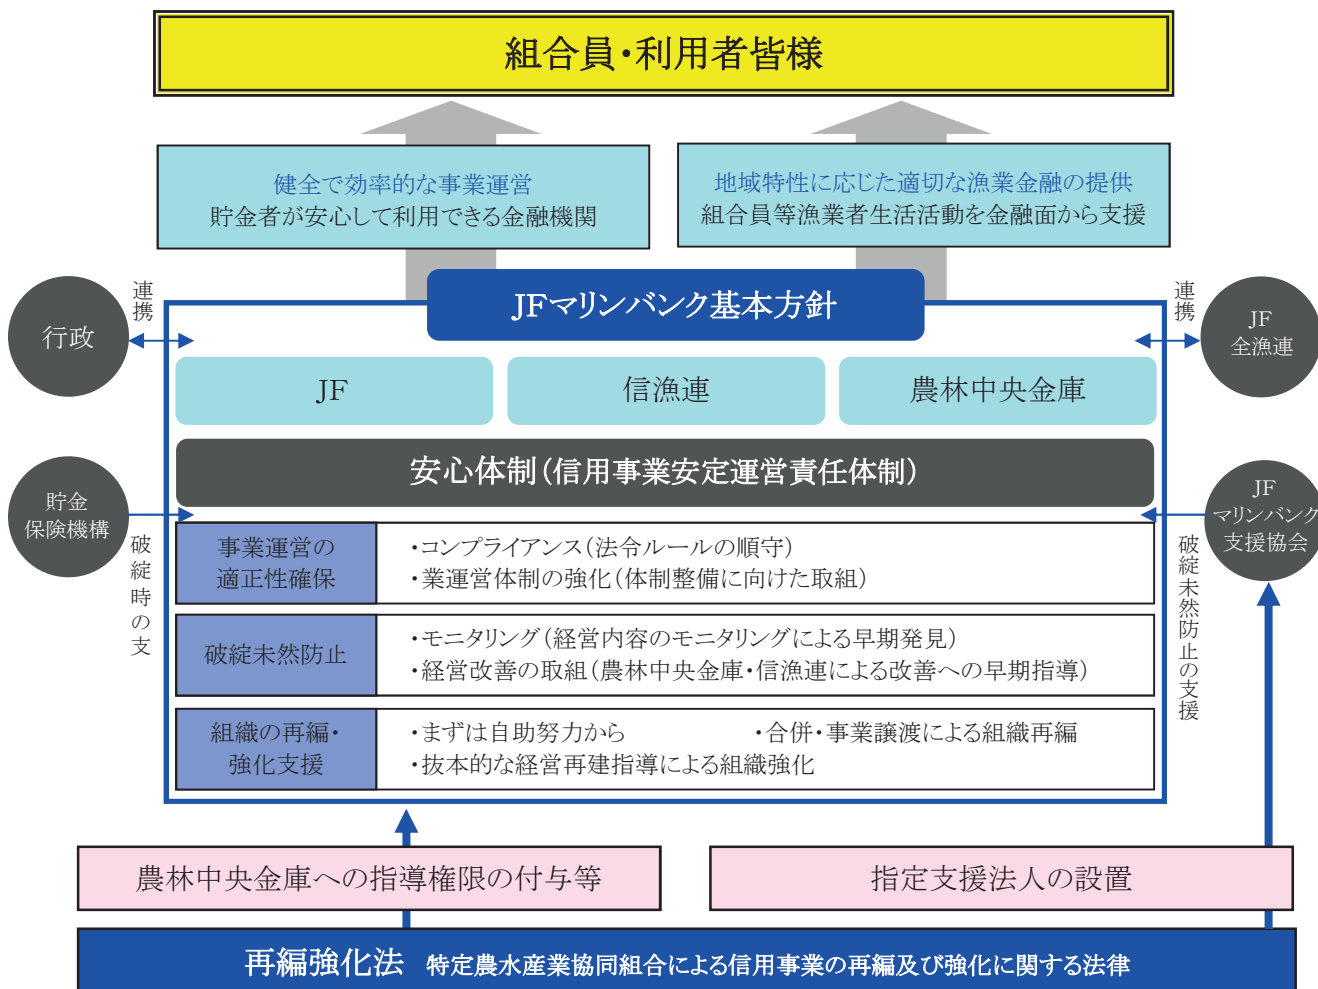 組合員・利用者皆様
健全で効率的な事業運営
貯金者が安心して利用できる金融機関
地域特性に応じた適切な漁業金融の提供
組合員等漁業者生活活動を金融面から支援
JFマリンバンク基本方針
連携
行政
連携
JF
全漁連
JF
信漁連
農林中央金庫
安心体制（信用事業安定運営責任体制）
貯金
保険機構
破綻時の支
JF
マリンバンク
支援協会
破綻未然防止の支援
事業運営の
適正性確保
・コンプライアンス（法令ルールの順守）
・業運営体制の強化（体制整備に向けた取組）
破綻未然防止
・モニタリング（経営内容のモニタリングによる早期発見）
・経営改善の取組（農林中央金庫・信漁連による改善への早期指導）
組織の再編・
強化支援
・まずは自助努力から ・合併・事業譲渡による組織再編
・抜本的な経営再建指導による組織強化
農林中央金庫への指導権限の付与等
指定支援法人の設置
再編強化法 特定農水産業協同組合による信用事業の再編及び強化に関する法律